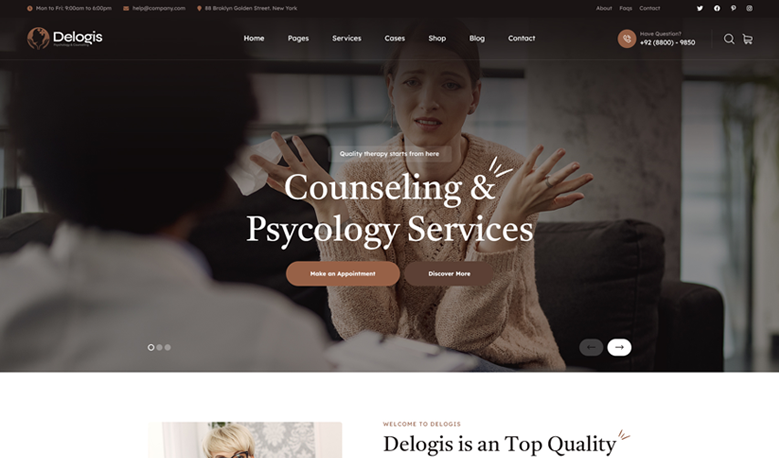 Mon to Fri: 9:00am to 6:00pm
help@company.com
88 Broklyn Golden Street. New York
About
Faqs
Contact
Delogis
Psychology & Counseling
Home
Pages
Services
Cases
Shop
Blog
Contact
Have Question?
+92 (8800) - 9850
Quality therapy starts from here
Counseling &
Psycology Services
Make an Appointment
Discover More
WELCOME TO DELOGIS
Delogis is an Top Quality